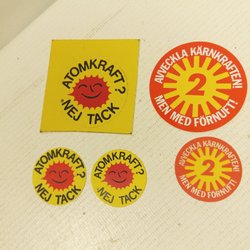 ATOMKRAFT?
NEJ TACK
AVVECKLA KÄRNKRAFTEN!
2
MEN MED FÖRNUFT!
ATOMKRAFT?
NEJ TACK
ATOMKRAFT?
NEJ TACK
AVVECKLA KÄRNKRAFTEN!
2
MEN MED FÖRNUFT!